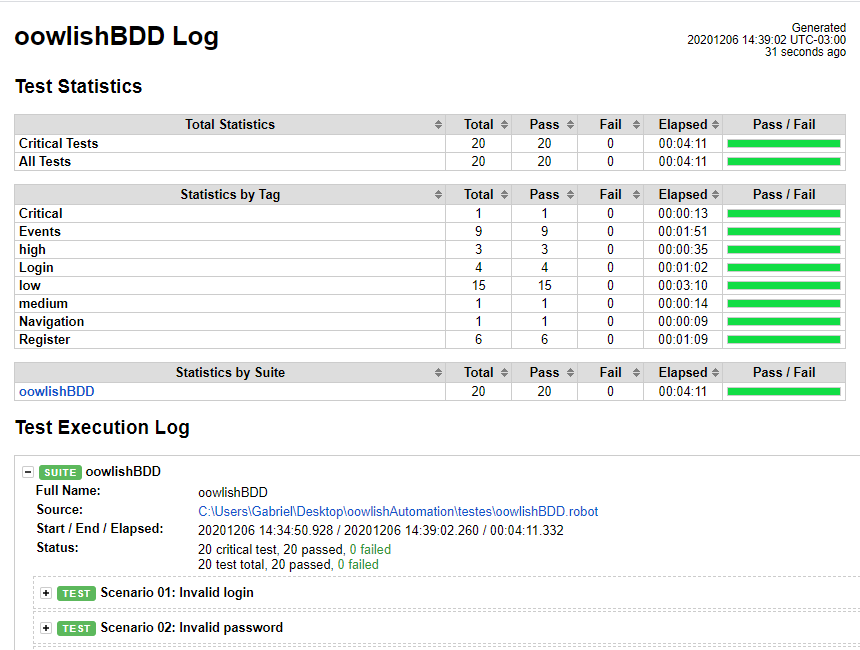 oowlishBDD Log
Generated
20201206 14:39:02 UTC-03:00
31 seconds ago
Test Statistics
Total Statistics Total Pass Fail Elapsed Pass / Fail
Critical Tests 20 20 0 00:04:11
All Tests 20 20 0 00:04:11
Statistics by Tag Total Pass Fail Elapsed Pass / Fail
Critical 1 1 0 00:00:13
Events 9 9 0 00:01:51
high 3 3 0 00:00:35
Login 4 4 0 00:01:02
low 15 15 0 00:03:10
medium 1 1 0 00:00:14
Navigation 1 1 0 00:00:09
Register 6 6 0 00:01:09
Statistics by Suite Total Pass Fail Elapsed Pass / Fail
oowlishBDD 20 20 0 00:04:11
Test Execution Log
SUITE oowlishBDD
Full Name: oowlishBDD
Source: C:\Users\Gabriel\Desktop\oowlishAutomation\testes\oowlishBDD.robot
Start / End / Elapsed: 20201206 14:34:50.928 / 20201206 14:39:02.260 / 00:04:11.332
Status: 20 critical test, 20 passed, 0 failed
20 test total, 20 passed, 0 failed
TEST Scenario 01: Invalid login
TEST Scenario 02: Invalid password